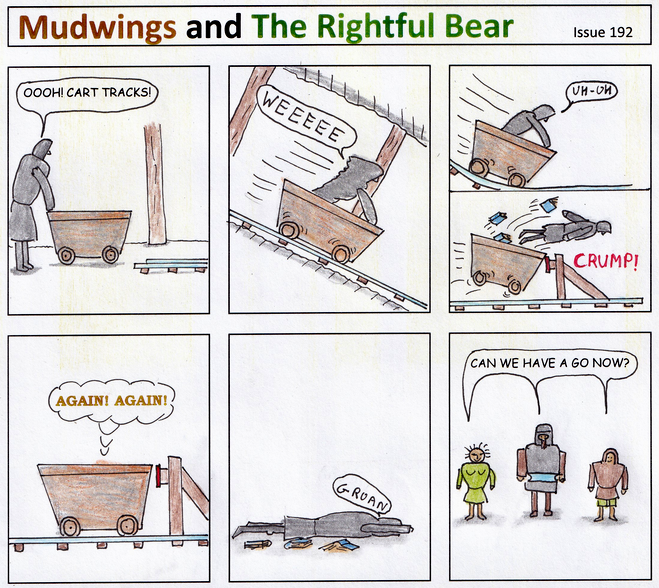 Mudwings and The Rightful Bear
Issue 192
OOOH! CART TRACKS!
WEEEEE
UH-OH
CRUMP!
AGAIN! AGAIN!
GROAN
CAN WE HAVE A GO NOW?